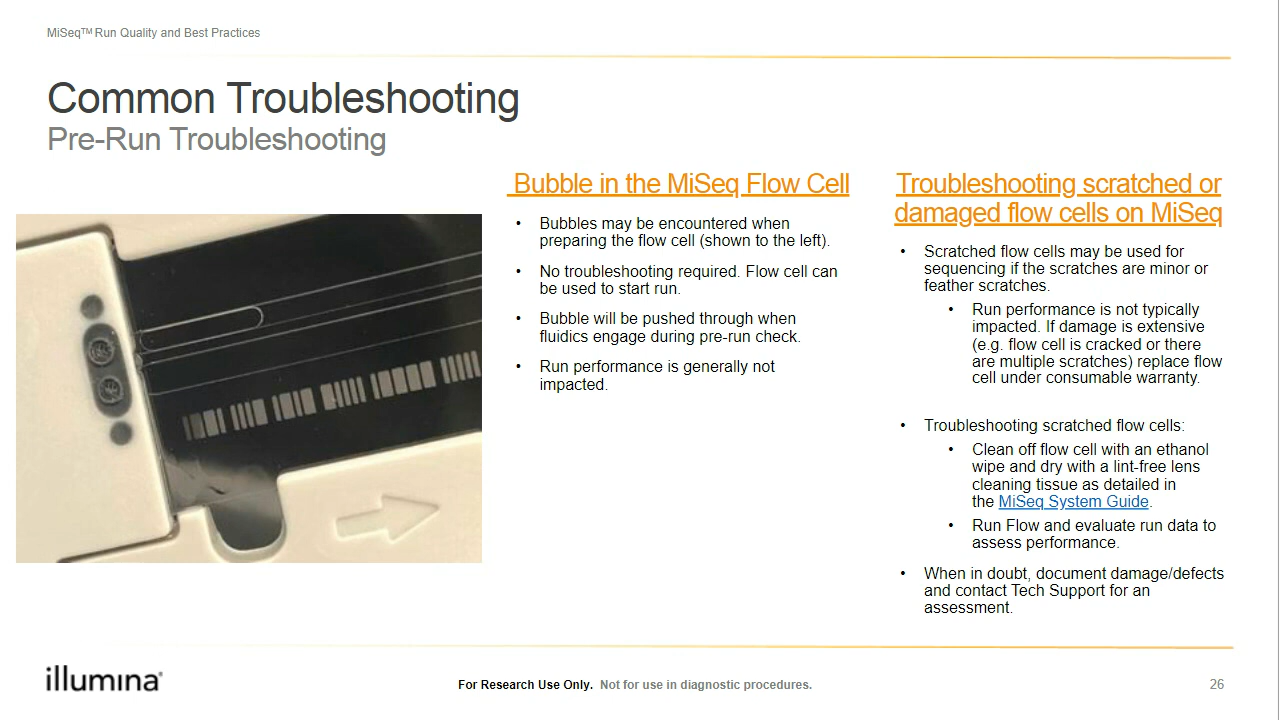 MiSeq™ Run Quality and Best Practices
Common Troubleshooting
Pre-Run Troubleshooting
Bubble in the MiSeq Flow Cell
• Bubbles may be encountered when
preparing the flow cell (shown to the left).
• No troubleshooting required. Flow cell can
be used to start run.
• Bubble will be pushed through when
fluidics engage during pre-run check.
• Run performance is generally not
impacted.
Troubleshooting scratched or
damaged flow cells on MiSeq
• Scratched flow cells may be used for
sequencing if the scratches are minor or
feather scratches.
• Run performance is not typically
impacted. If damage is extensive
(e.g. flow cell is cracked or there
are multiple scratches) replace flow
cell under consumable warranty.
• Troubleshooting scratched flow cells:
• Clean off flow cell with an ethanol
wipe and dry with a lint-free lens
cleaning tissue as detailed in
the MiSeq System Guide.
• Run Flow and evaluate run data to
assess performance.
• When in doubt, document damage/defects
and contact Tech Support for an
assessment.
illumina®
For Research Use Only. Not for use in diagnostic procedures.
26